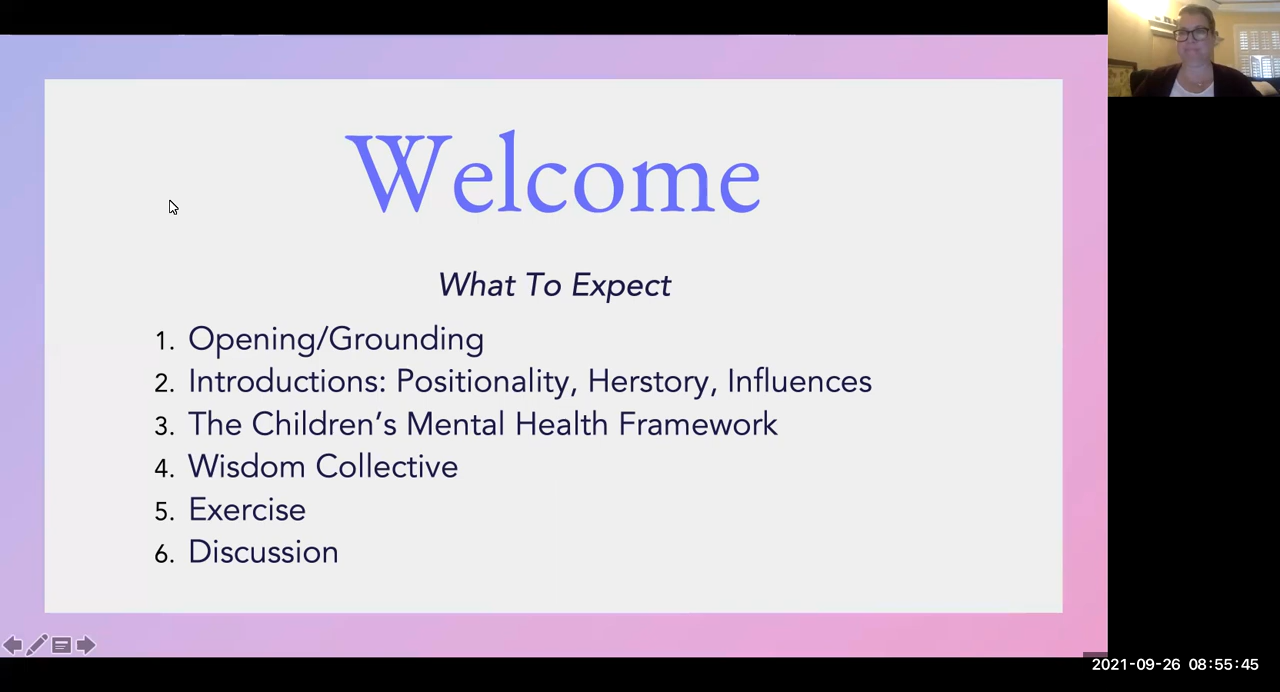 Welcome
What To Expect
1. Opening/Grounding
2. Introductions: Positionality, Herstory, Influences
3. The Children’s Mental Health Framework
4. Wisdom Collective
5. Exercise
6. Discussion
2021-09-26 08:55:45